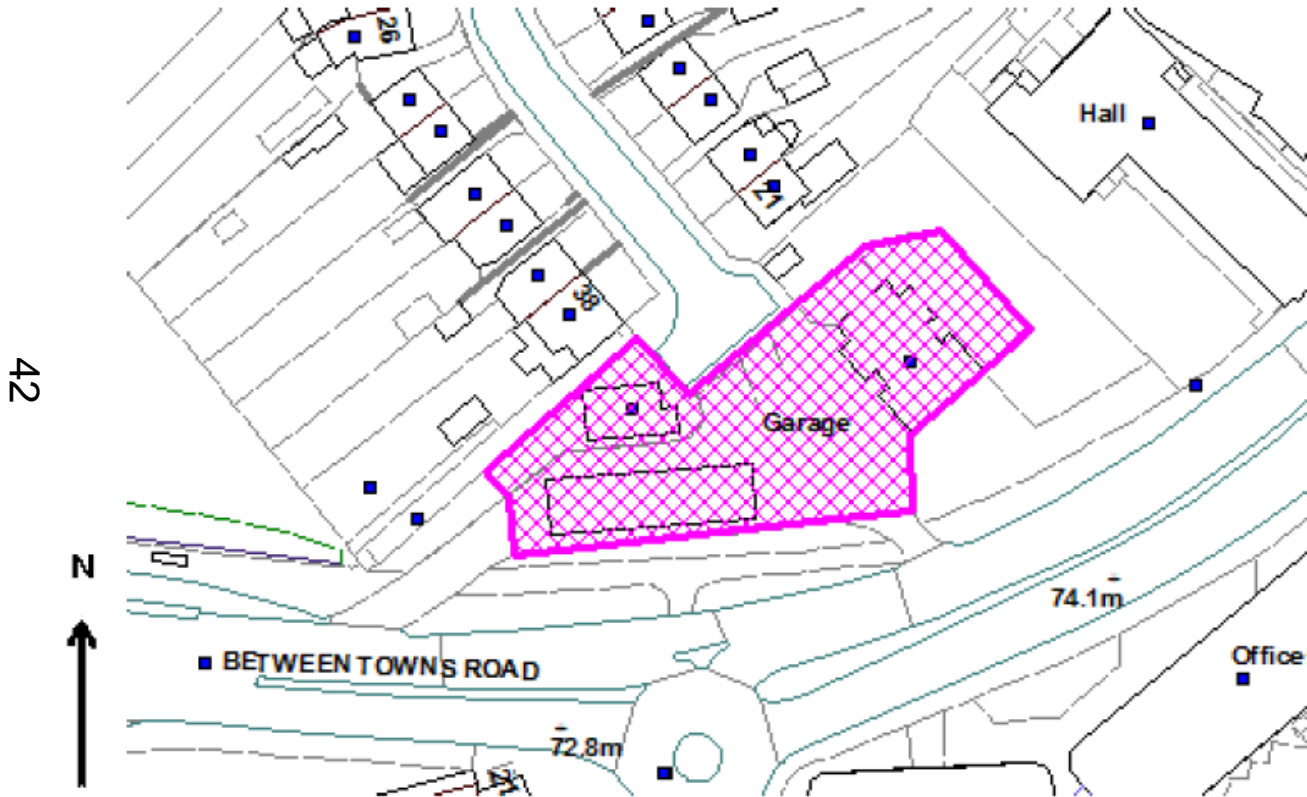 26
Hall
21
38
42
Garage
N
74.1m
BETWEEN TOWNS ROAD
Office
72.8m